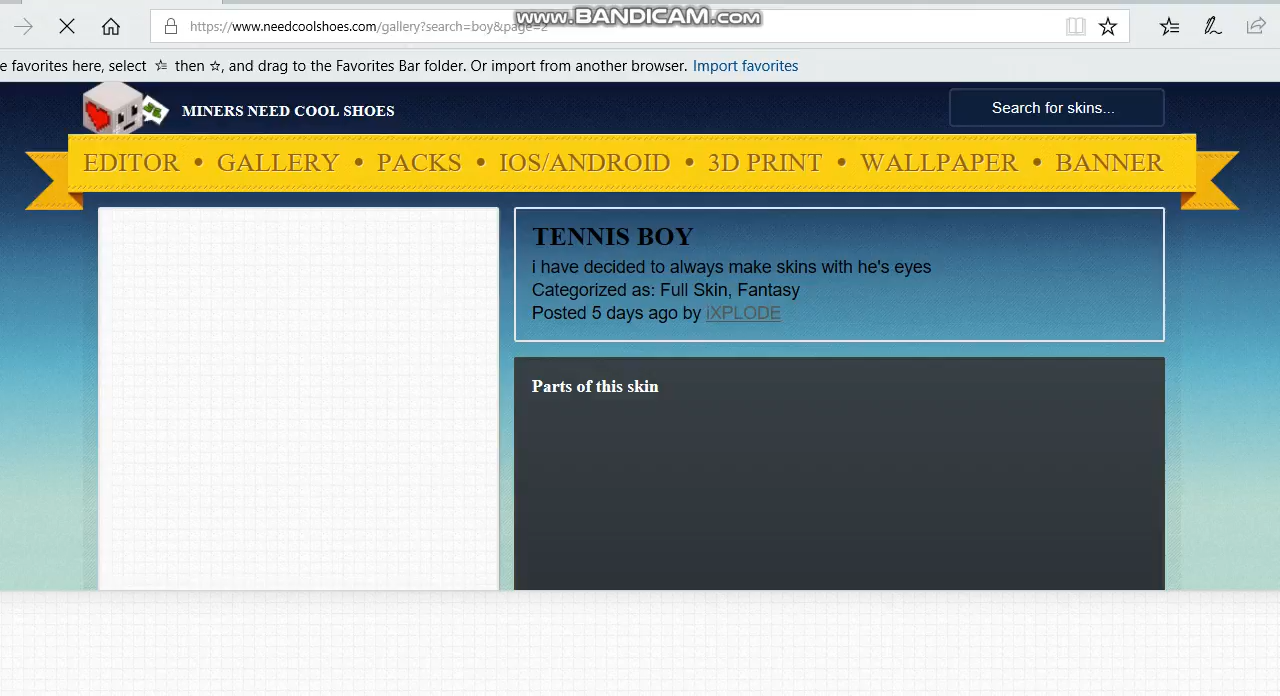 www.BANDICAM.com
https://www.needcoolshoes.com/gallery?search=boy&page=2
e favorites here, select then , and drag to the Favorites Bar folder. Or import from another browser. Import favorites
MINERS NEED COOL SHOES
Search for skins...
EDITOR • GALLERY • PACKS • IOS/ANDROID • 3D PRINT • WALLPAPER • BANNER
TENNIS BOY
i have decided to always make skins with he's eyes
Categorized as: Full Skin, Fantasy
Posted 5 days ago by iXPLODE
Parts of this skin